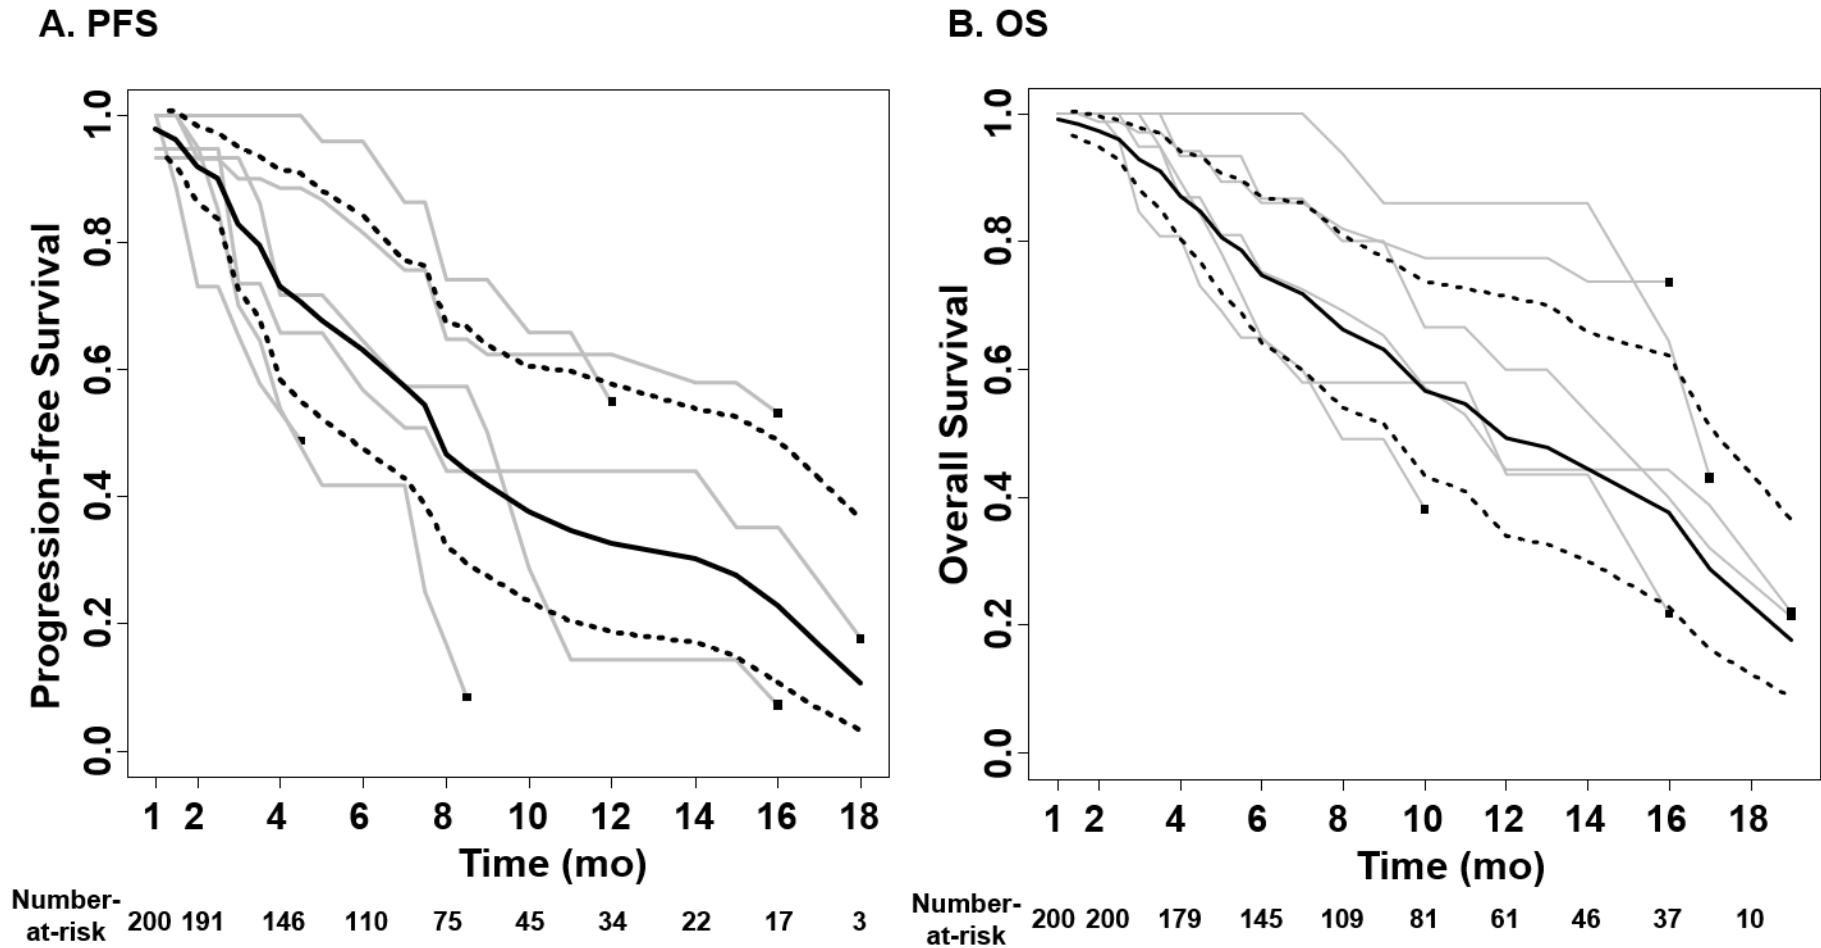 A. PFS
Progression-free Survival
1.0
0.8
0.6
0.4
0.2
0.0
1 2 4 6 8 10 12 14 16 18
Time (mo)
Number-
at-risk
200 191 146 110 75 45 34 22 17 3
B. OS
Overall Survival
1.0
0.8
0.6
0.4
0.2
0.0
1 2 4 6 8 10 12 14 16 18
Time (mo)
Number-
at-risk
200 200 179 145 109 81 61 46 37 10